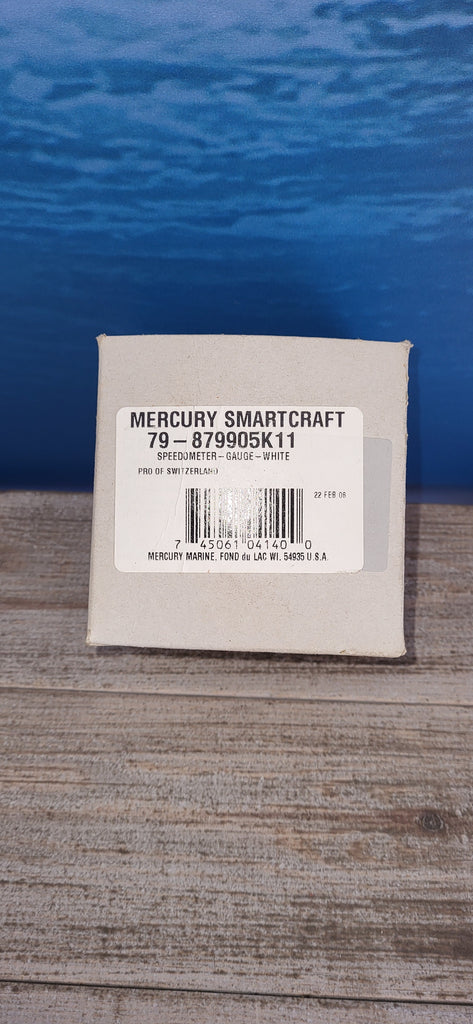 MERCURY SMARTCRAFT
79-879905K11
SPEEDOMETER-GAUGE-WHITE
PRO OF SWITZERLAND
22 FEB 06
7 45061 04140 0
MERCURY MARINE, FOND du LAC WI. 54935 U.S.A.